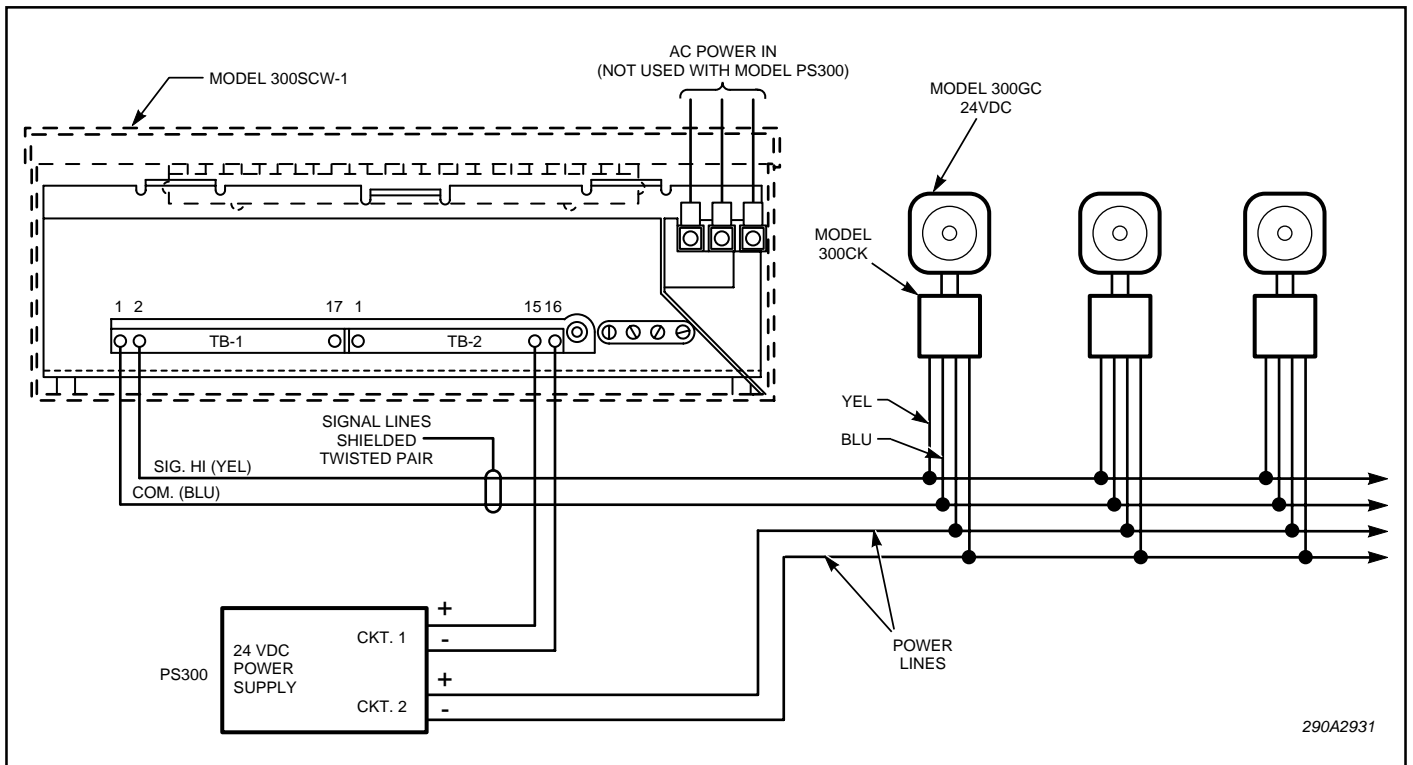 AC POWER IN
(NOT USED WITH MODEL PS300)
MODEL 300SCW-1
MODEL 300GC
24VDC
MODEL
300CK
1 2 17 1 15 16
TB-1 TB-2
YEL
BLU
SIGNAL LINES
SHIELDED
TWISTED PAIR
SIG. HI (YEL)
COM. (BLU)
POWER
LINES
PS300
24 VDC
POWER
SUPPLY
CKT. 1
+
-
CKT. 2
+
-
290A2931